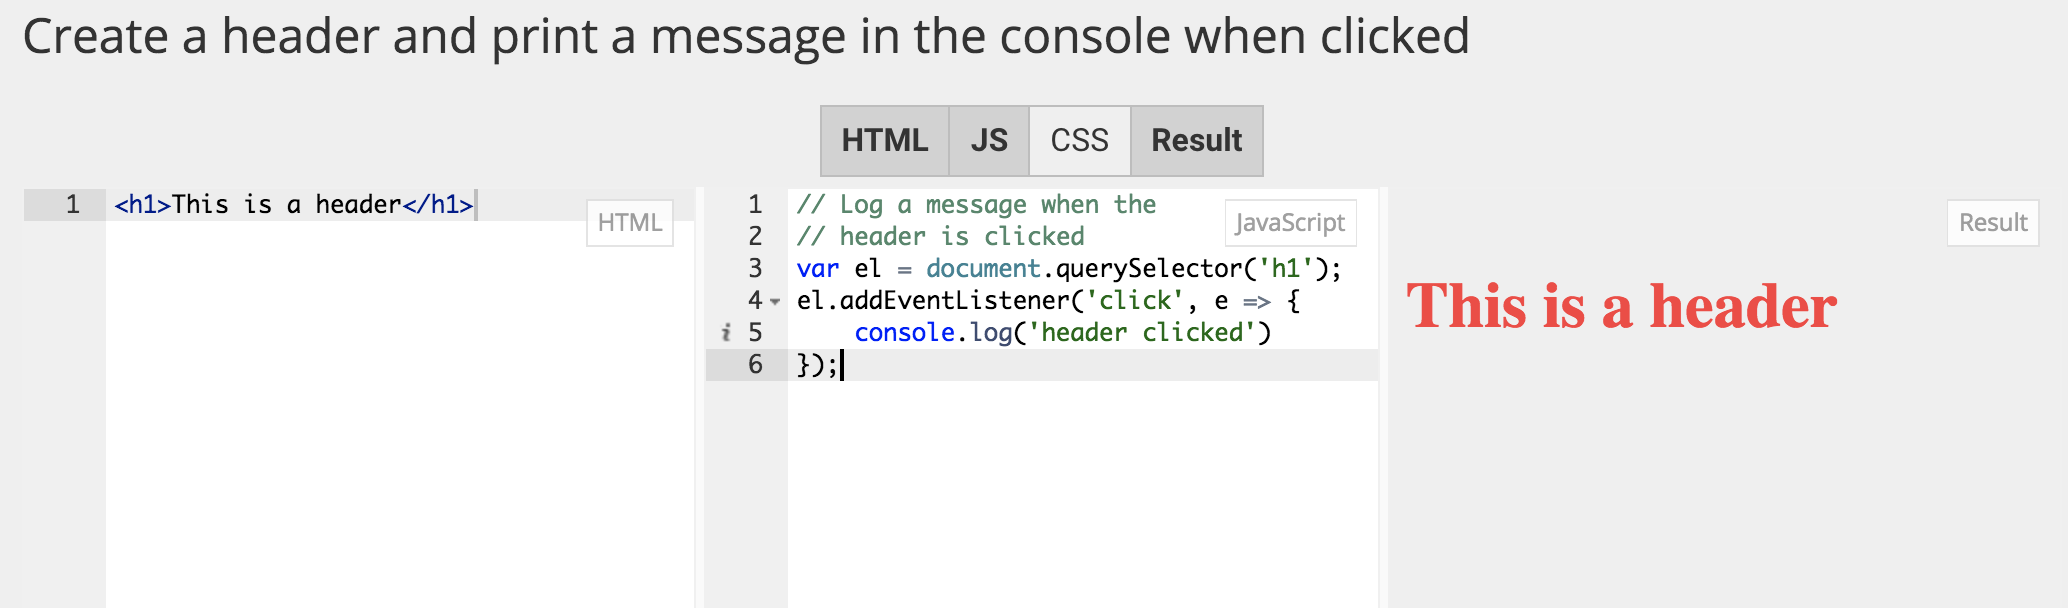 Create a header and print a message in the console when clicked
HTML JS CSS Result
1 <h1>This is a header</h1>
HTML
1 // Log a message when the
2 // header is clicked
3 var el = document.querySelector('h1');
4 el.addEventListener('click', e => {
i 5     console.log('header clicked')
6 });
JavaScript
Result
This is a header